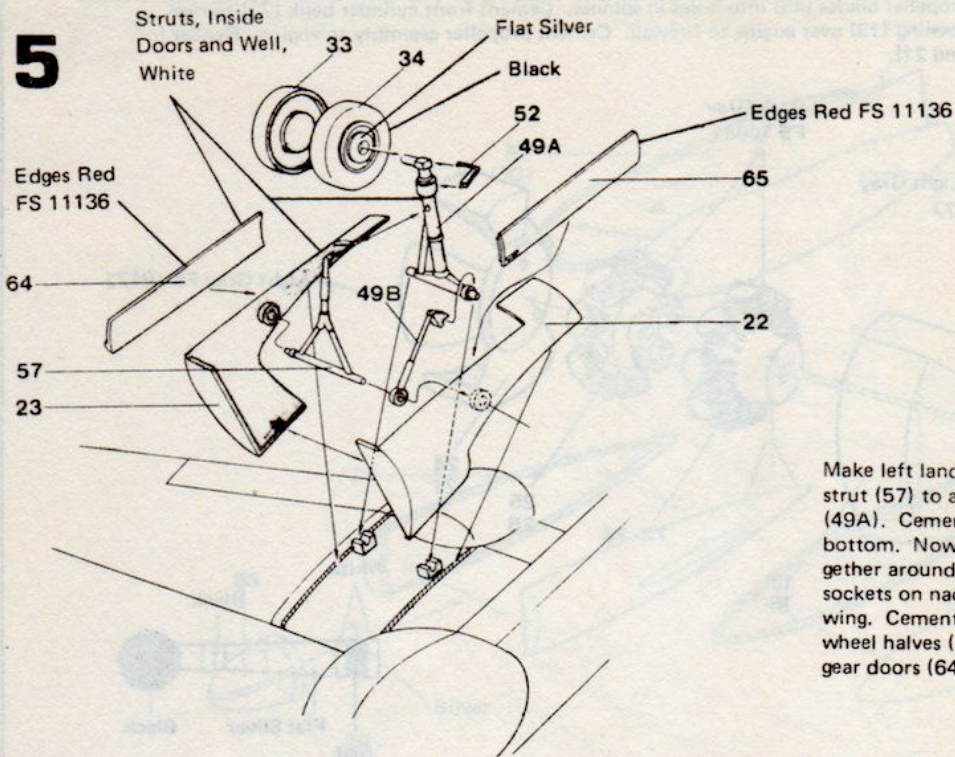 5
Struts, Inside
Doors and Well,
White
33
34
Flat Silver
Black
52
49A
Edges Red FS 11136
65
Edges Red
FS 11136
64
49B
22
57
23
Make left land
strut (57) to a
(49A). Cemen
bottom. Now
gether around
sockets on nac
wing. Cement
wheel halves (
gear doors (64